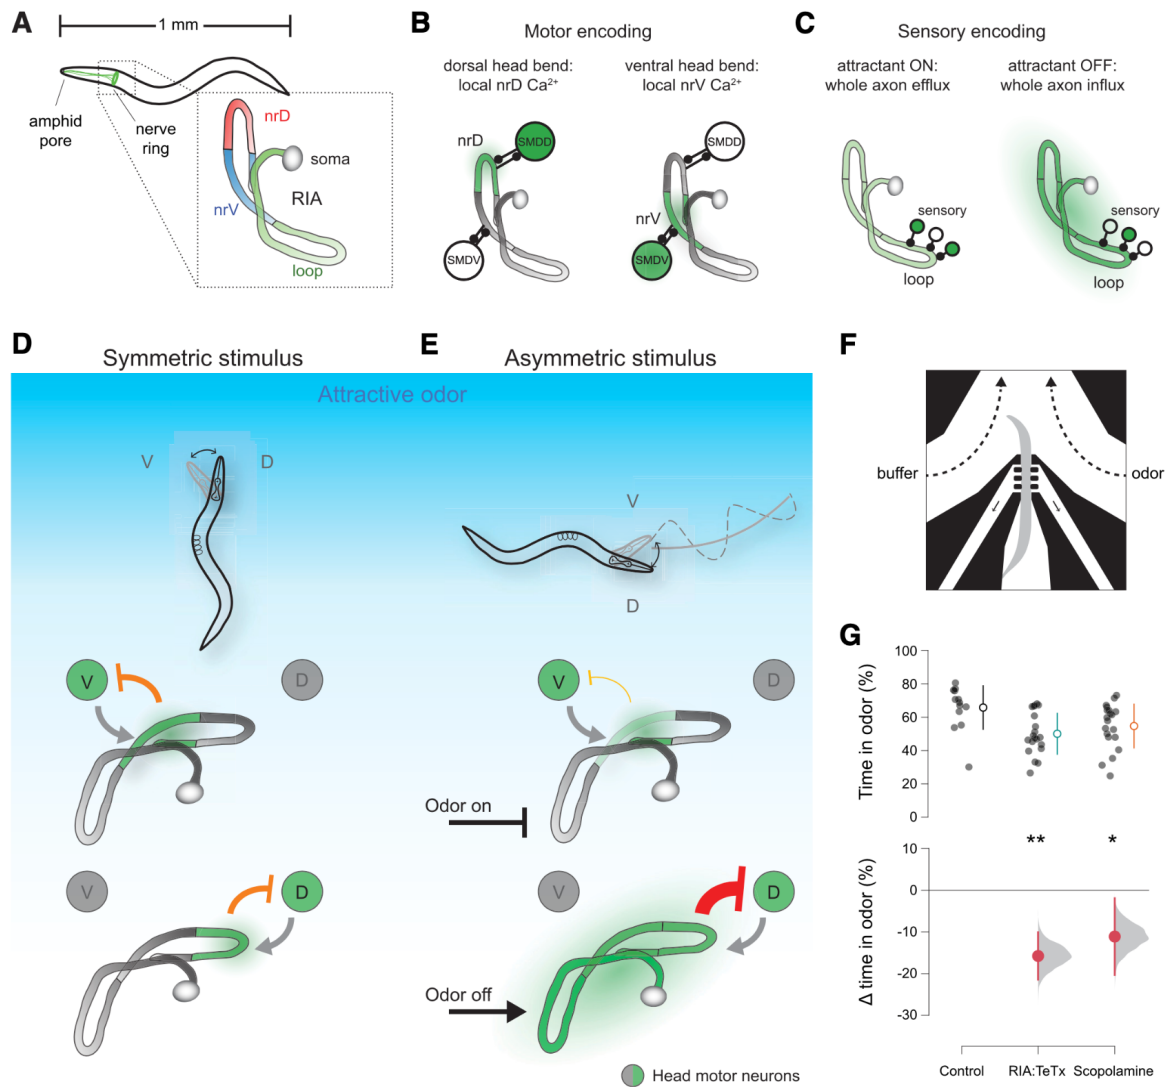 A
1 mm
amphid
pore
nerve
ring
nrD
soma
RIA
nrV
loop
B
Motor encoding
dorsal head bend:
local nrD Ca²⁺
ventral head bend:
local nrV Ca²⁺
nrD
SMDD
SMDV
SMDD
nrV
SMDV
C
Sensory encoding
attractant ON:
whole axon efflux
attractant OFF:
whole axon influx
sensory
loop
sensory
loop
D
Symmetric stimulus
E
Asymmetric stimulus
Attractive odor
V
D
V
D
V
D
V
D
Odor on
V
D
V
D
Odor off
Head motor neurons
F
buffer
odor
G
Time in odor (%)
100
80
60
40
20
0
**
*
Δ time in odor (%)
10
0
-10
-20
-30
Control
RIA:TeTx
Scopolamine